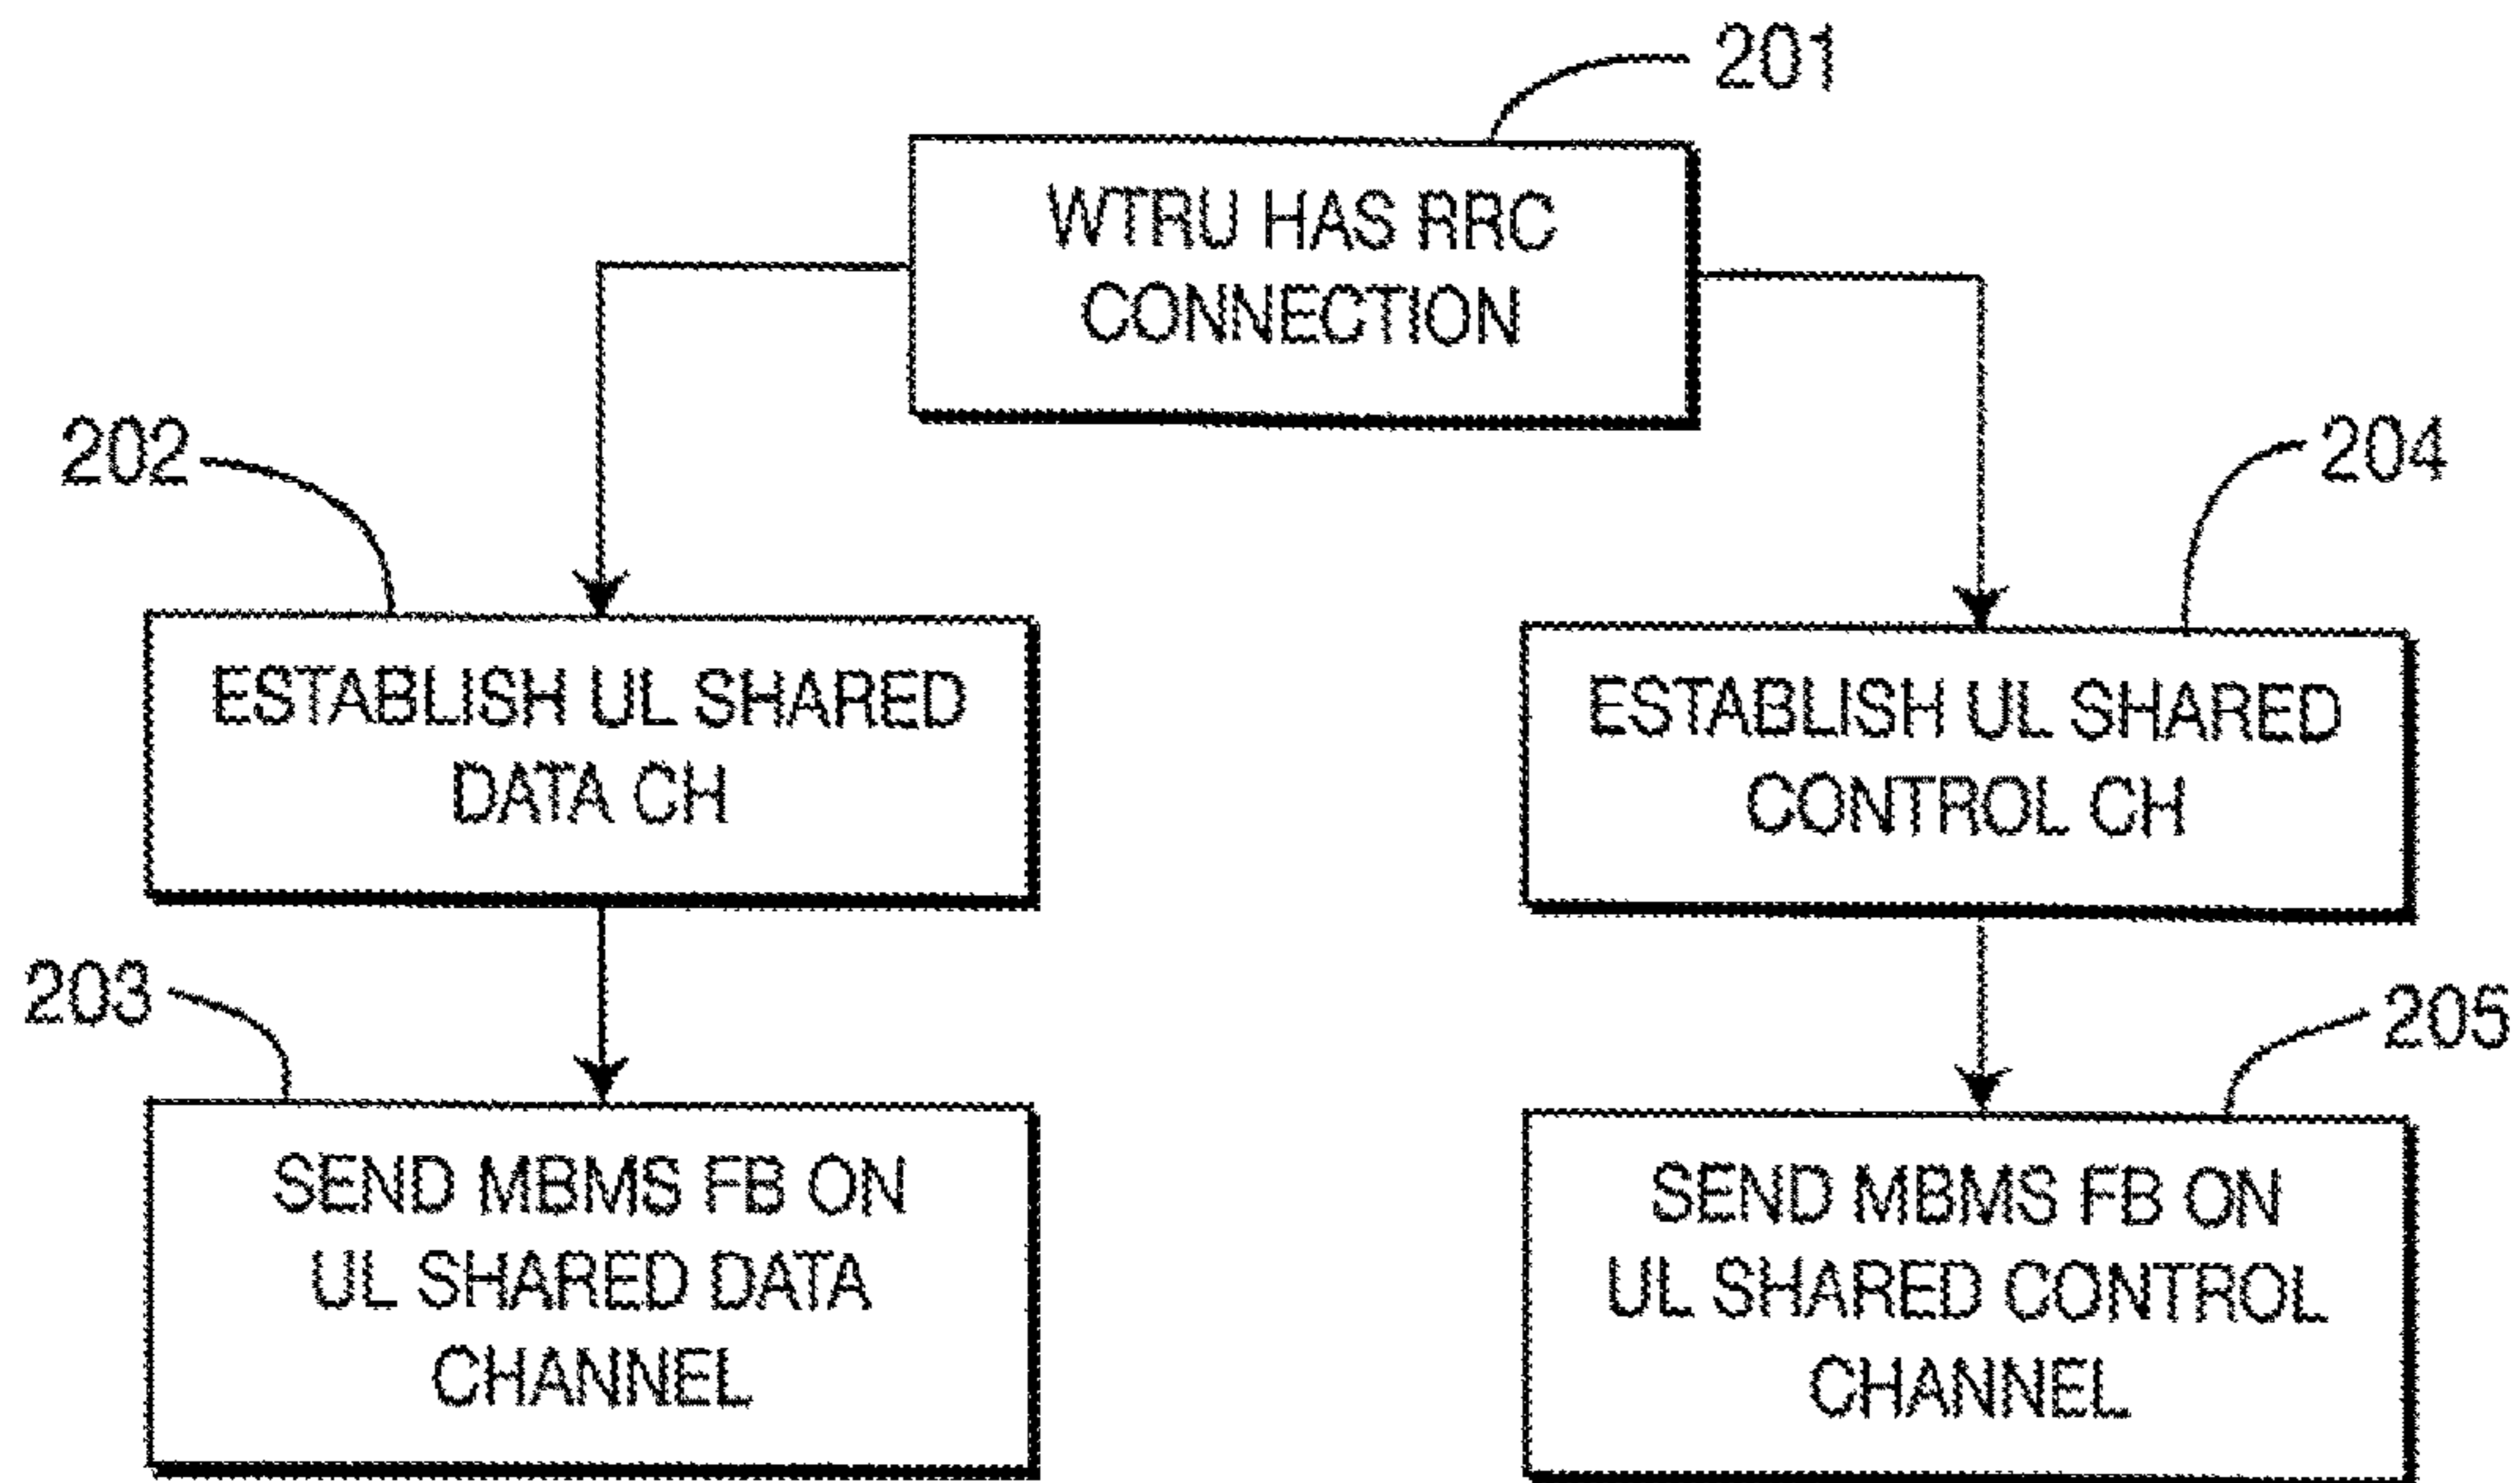 201
WTRU HAS RRC
CONNECTION
202
204
ESTABLISH UL SHARED
DATA CH
ESTABLISH UL SHARED
CONTROL CH
203
205
SEND MBMS FB ON
UL SHARED DATA
CHANNEL
SEND MBMS FB ON
UL SHARED CONTROL
CHANNEL